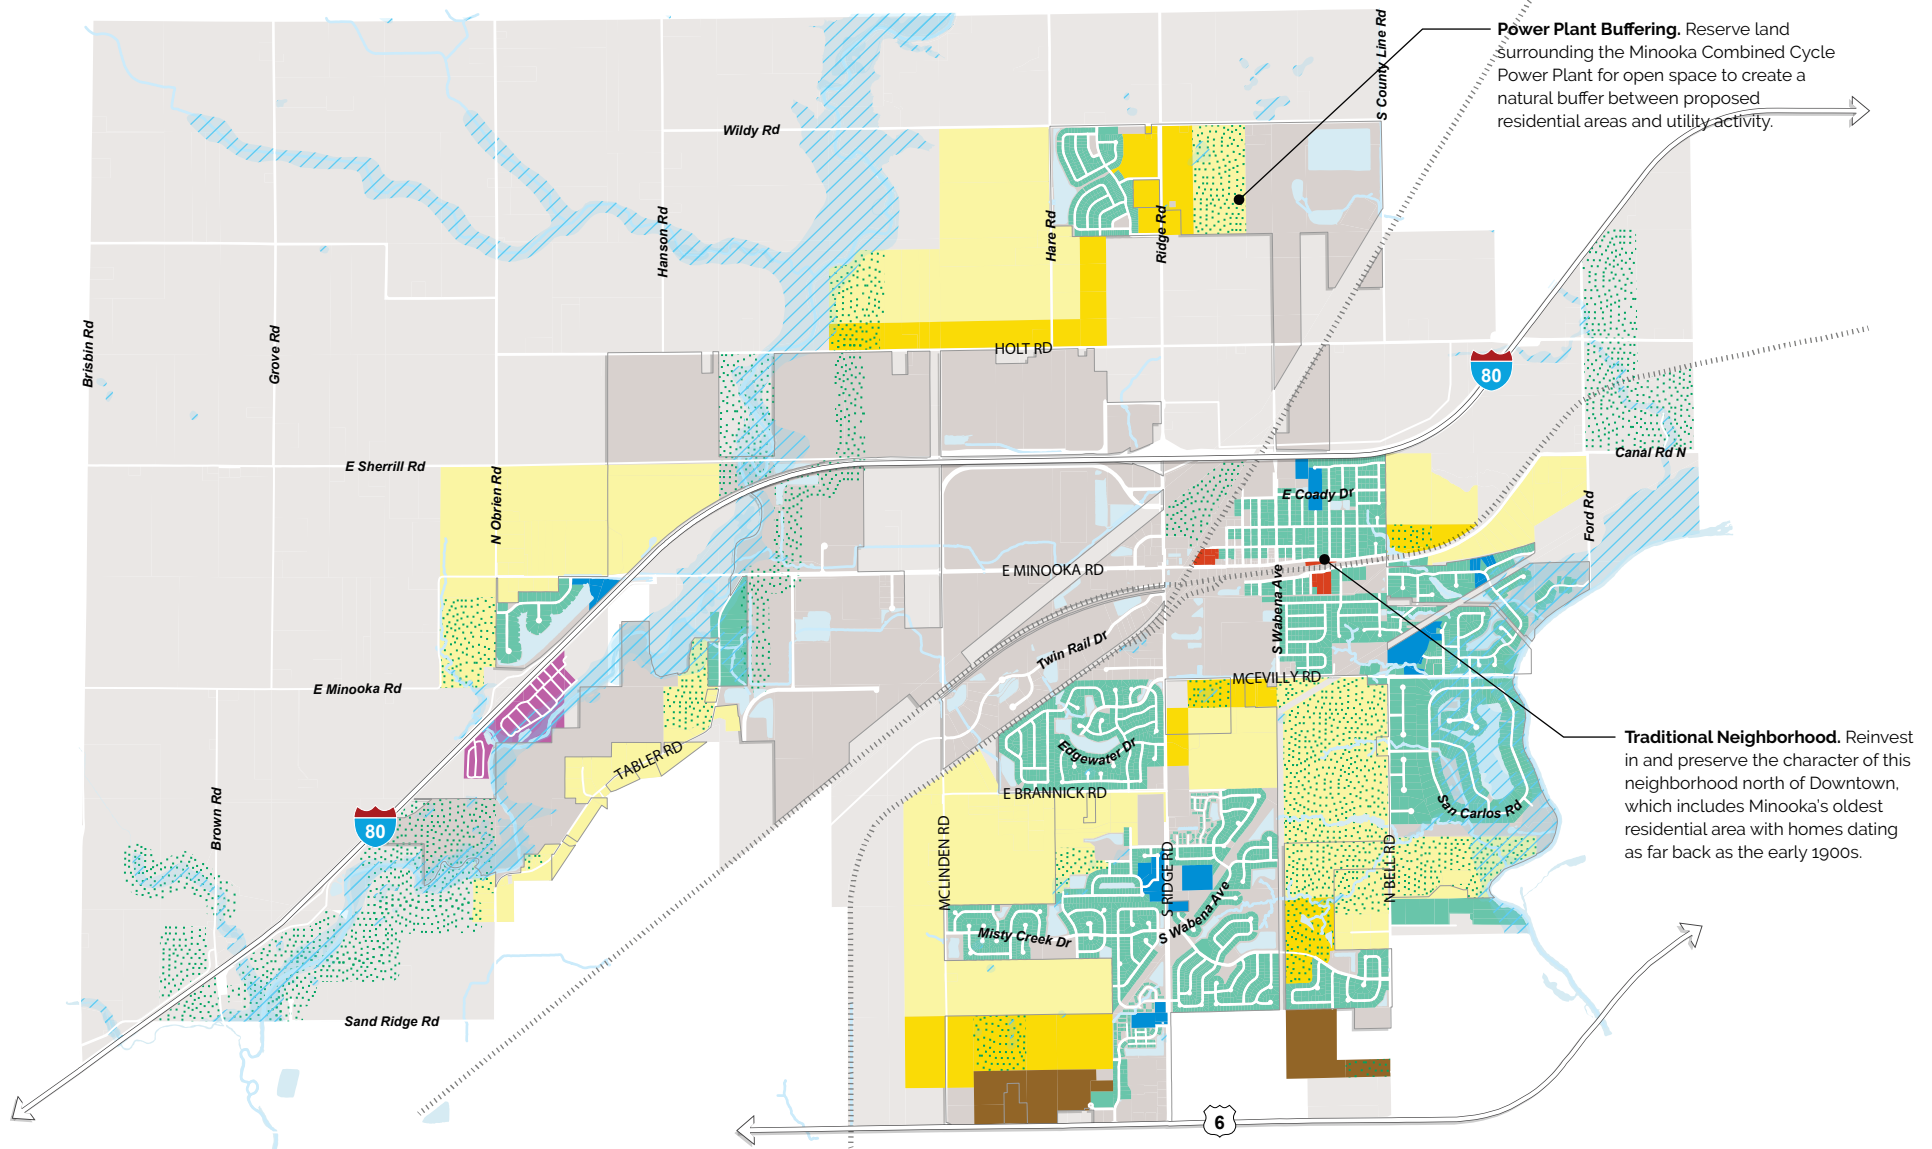 Power Plant Buffering. Reserve land
surrounding the Minooka Combined Cycle
Power Plant for open space to create a
natural buffer between proposed
residential areas and utility activity.
S County Line Rd
Wildy Rd
Hanson Rd
Hare Rd
Ridge Rd
Brisbin Rd
Grove Rd
HOLT RD
80
E Sherrill Rd
N Obrien Rd
Canal Rd N
E Coady Dr
Ford Rd
E MINOOKA RD
S Wabena Ave
Twin Rail Dr
E Minooka Rd
MCEVILLY RD
TABLER RD
Edgewater Dr
Traditional Neighborhood. Reinvest
in and preserve the character of this
neighborhood north of Downtown,
which includes Minooka's oldest
residential area with homes dating
as far back as the early 1900s.
E BRANNICK RD
San Carlos Rd
Brown Rd
80
MCLINDEN RD
S RIDGE RD
N BELL RD
S Wabena Ave
Misty Creek Dr
Sand Ridge Rd
6